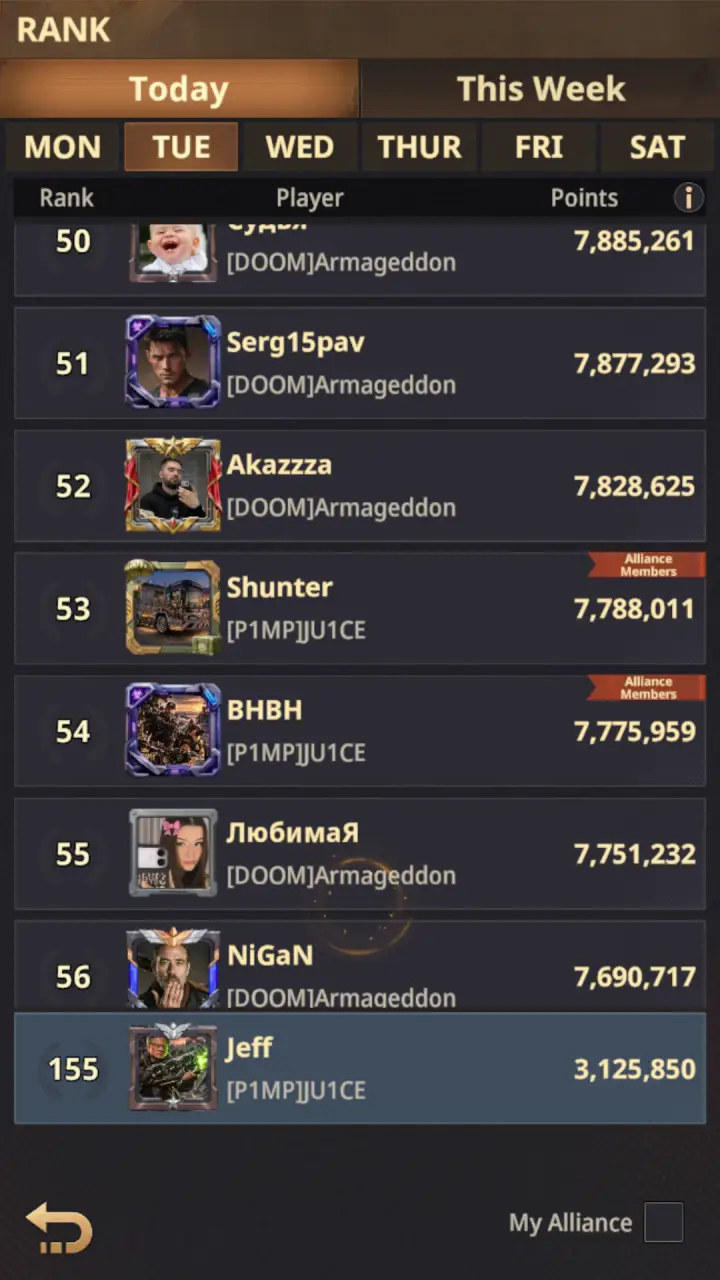 RANK
Today
This Week
MON
TUE
WED
THUR
FRI
SAT
Rank
Player
Points
50
Судья
[DOOM]Armageddon
7,885,261
51
Serg15pav
[DOOM]Armageddon
7,877,293
52
Akazzza
[DOOM]Armageddon
7,828,625
53
Shunter
[P1MP]JU1CE
Alliance
Members
7,788,011
54
BHBH
[P1MP]JU1CE
Alliance
Members
7,775,959
55
ЛюбимаЯ
[DOOM]Armageddon
7,751,232
56
NiGaN
[DOOM]Armageddon
7,690,717
155
Jeff
[P1MP]JU1CE
3,125,850
My Alliance